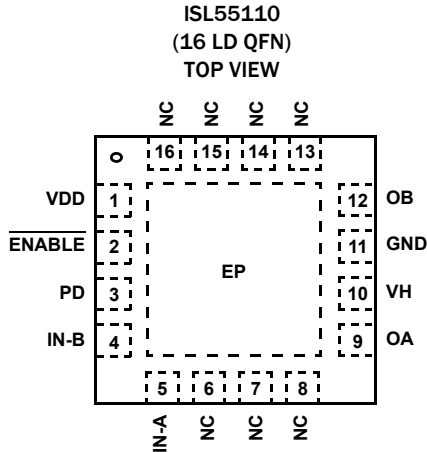 ISL55110
(16 LD QFN)
TOP VIEW
NC NC NC NC
16 15 14 13
VDD 1
ENABLE 2
PD 3
IN-B 4
EP
12 OB
11 GND
10 VH
9 OA
5 6 7 8
IN-A NC NC NC